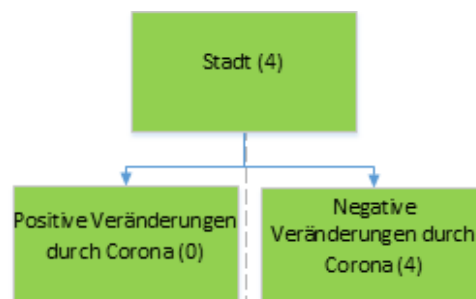 Stadt (4)
Positive Veränderungen
durch Corona (0)
Negative
Veränderungen durch
Corona (4)